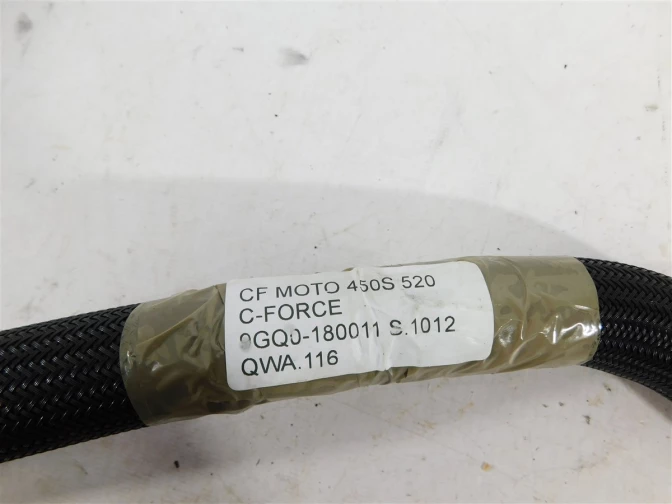 CF MOTO 450S 520
C-FORCE
9GQ0-180011 S.1012
QWA.116